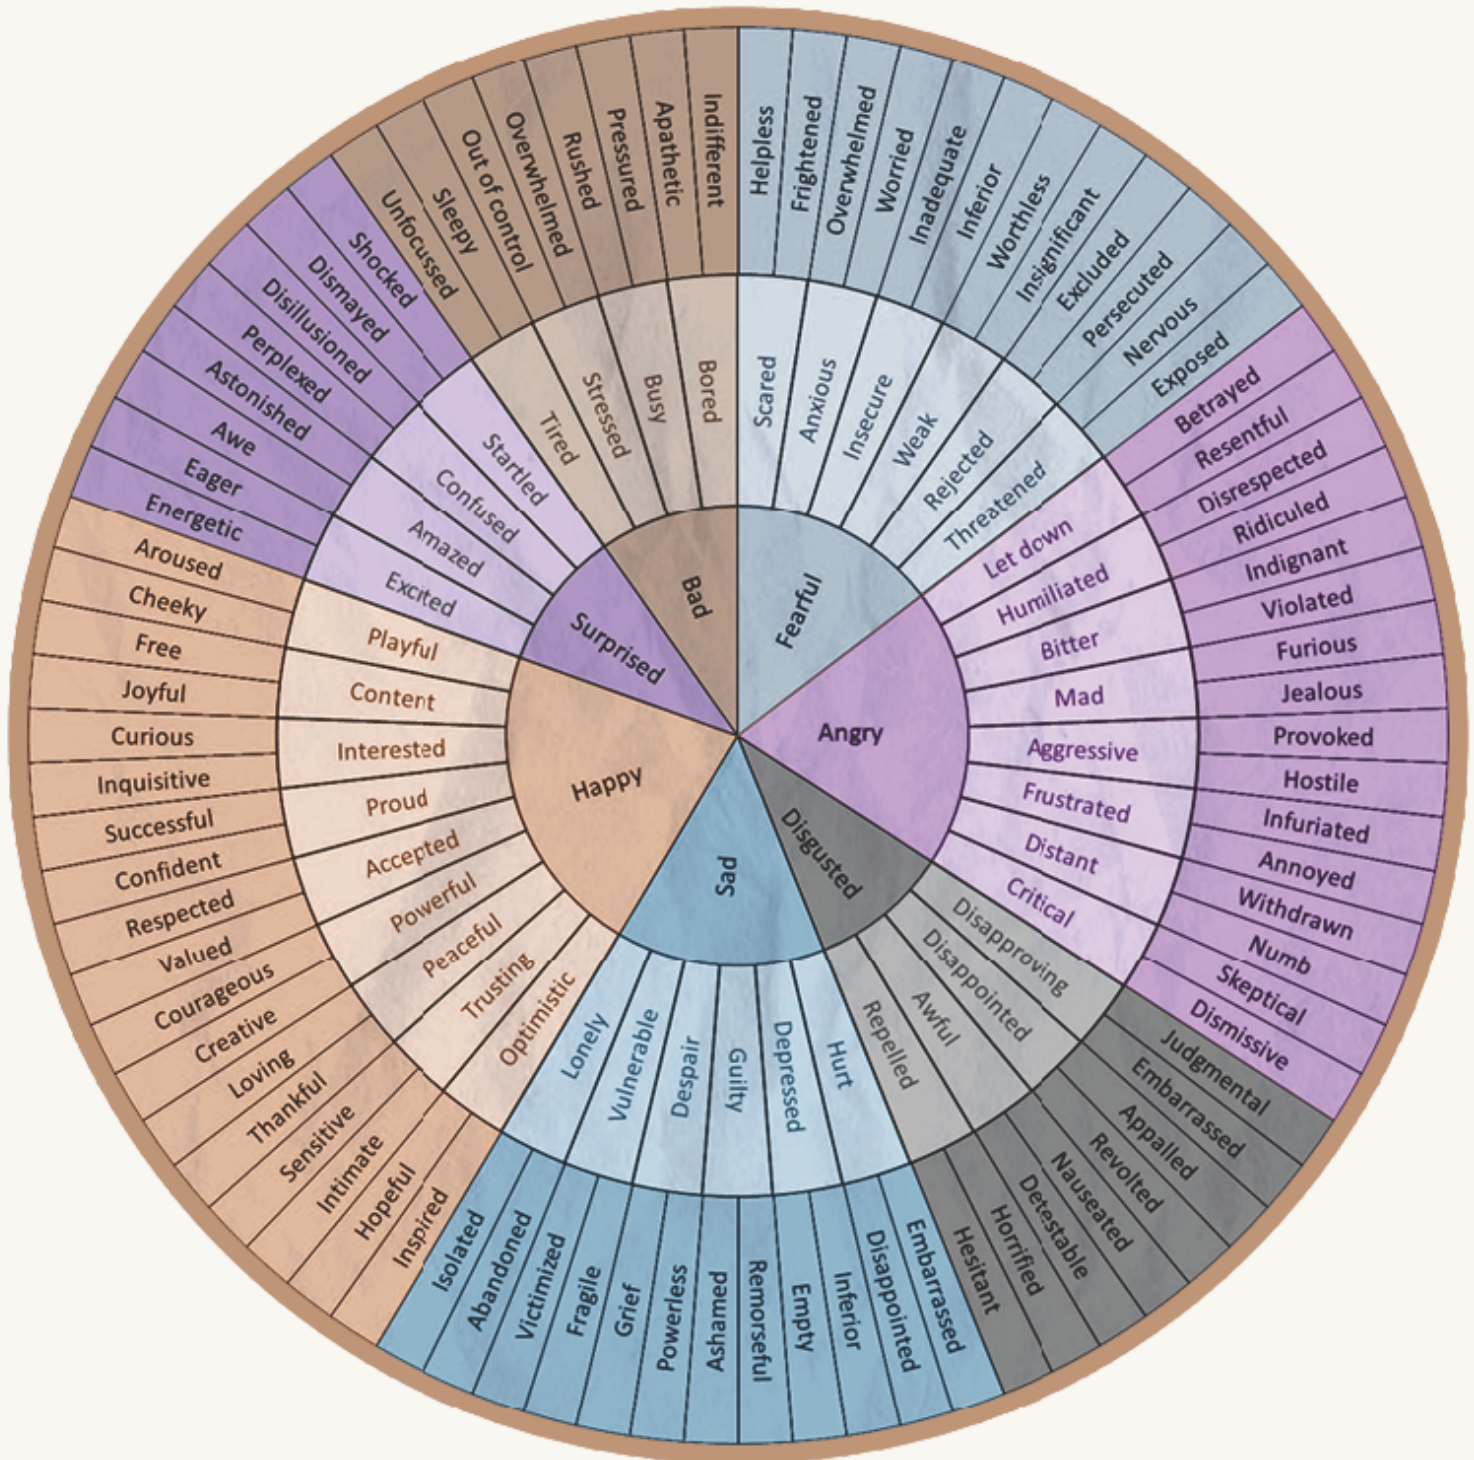 Fearful
Angry
Disgusted
Sad
Happy
Surprised
Bad
Scared
Anxious
Insecure
Weak
Rejected
Threatened
Let down
Humiliated
Bitter
Mad
Aggressive
Frustrated
Distant
Critical
Disapproving
Disappointed
Awful
Repelled
Hurt
Depressed
Guilty
Despair
Vulnerable
Lonely
Optimistic
Trusting
Peaceful
Powerful
Accepted
Proud
Interested
Content
Playful
Excited
Amazed
Confused
Startled
Tired
Stressed
Busy
Bored
Helpless
Frightened
Overwhelmed
Worried
Inadequate
Inferior
Worthless
Insignificant
Excluded
Persecuted
Nervous
Exposed
Betrayed
Resentful
Disrespected
Ridiculed
Indignant
Violated
Furious
Jealous
Provoked
Hostile
Infuriated
Annoyed
Withdrawn
Numb
Skeptical
Dismissive
Judgmental
Embarrassed
Appalled
Revolted
Nauseated
Detestable
Horrified
Hesitant
Embarrassed
Disappointed
Inferior
Empty
Remorseful
Ashamed
Powerless
Grief
Fragile
Victimized
Abandoned
Isolated
Inspired
Hopeful
Intimate
Sensitive
Thankful
Loving
Creative
Courageous
Valued
Respected
Confident
Successful
Inquisitive
Curious
Joyful
Free
Cheeky
Aroused
Energetic
Eager
Awe
Astonished
Perplexed
Disillusioned
Dismayed
Shocked
Unfocussed
Sleepy
Out of control
Overwhelmed
Rushed
Pressured
Apathetic
Indifferent